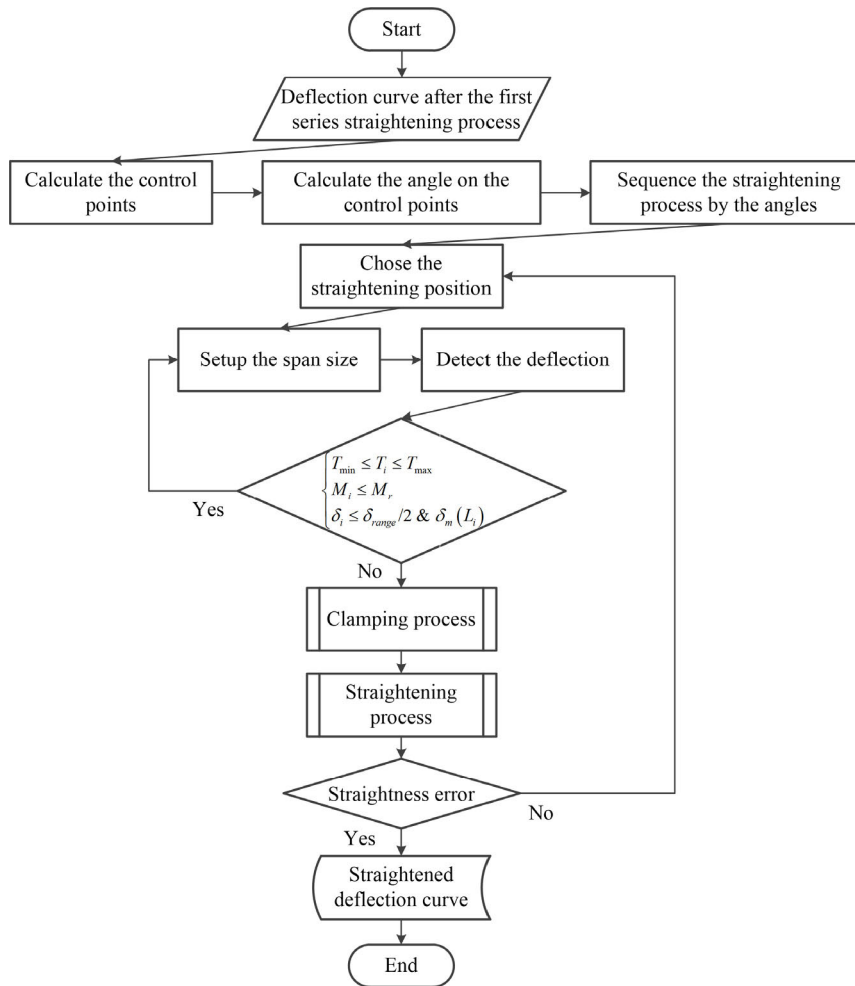 Start
Deflection curve after the first
series straightening process
Calculate the control
points
Calculate the angle on the
control points
Sequence the straightening
process by the angles
Chose the
straightening position
Setup the span size
Detect the deflection
T_min ≤ T_i ≤ T_max
M_i ≤ M_r
δ_i ≤ δ_range/2 & δ_m(L_i)
Yes
No
Clamping process
Straightening
process
Straightness error
No
Yes
Straightened
deflection curve
End